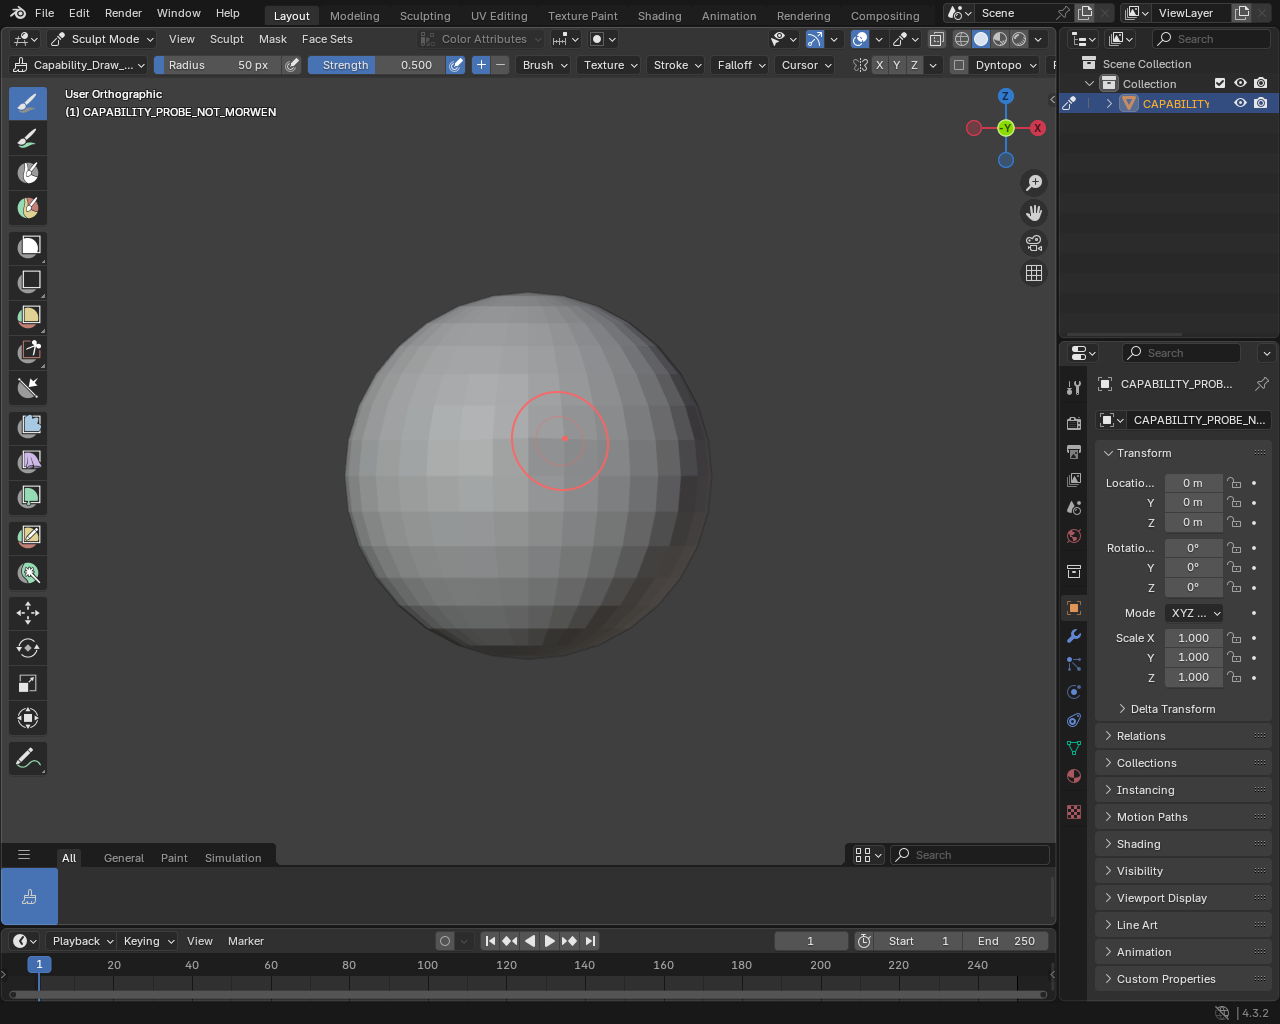 File Edit Render Window Help Layout Modeling Sculpting UV Editing Texture Paint Shading Animation Rendering Compositing Scene ViewLayer
Sculpt Mode View Sculpt Mask Face Sets Color Attributes Search
Capability_Draw_... Radius 50 px Strength 0.500 Brush Texture Stroke Falloff Cursor X Y Z Dyntopo
Scene Collection
Collection
CAPABILITY
User Orthographic
(1) CAPABILITY_PROBE_NOT_MORWEN
Z
-Y X
Search
CAPABILITY_PROB...
CAPABILITY_PROBE_N...
Transform
Locatio... 0 m
Y 0 m
Z 0 m
Rotatio... 0°
Y 0°
Z 0°
Mode XYZ ...
Scale X 1.000
Y 1.000
Z 1.000
Delta Transform
Relations
Collections
Instancing
Motion Paths
Shading
Visibility
Viewport Display
Line Art
Animation
Custom Properties
All General Paint Simulation Search
Playback Keying View Marker 1 Start 1 End 250
1 20 40 60 80 100 120 140 160 180 200 220 240
4.3.2